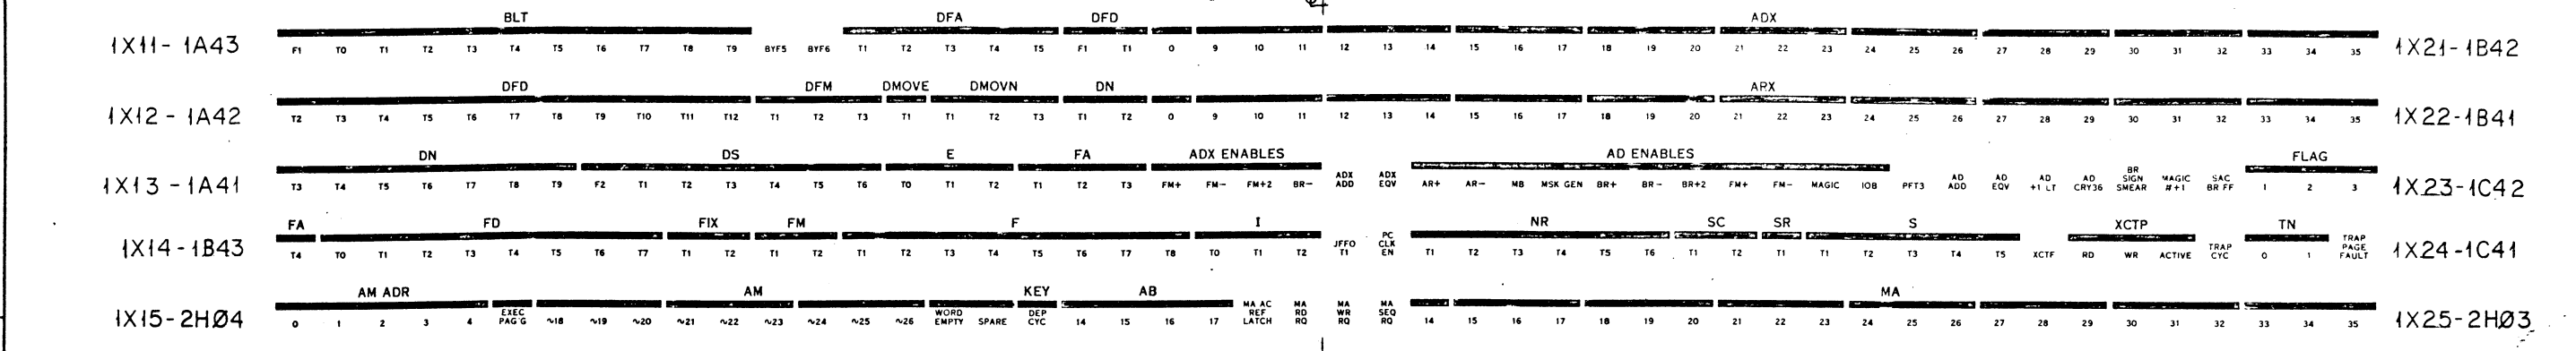 BLT DFA DFD ADX
1X11-1A43 F1 T0 T1 T2 T3 T4 T5 T6 T7 T8 T9 BYF5 BYF6 T1 T2 T3 T4 T5 F1 T1 0 9 10 11 12 13 14 15 16 17 18 19 20 21 22 23 24 25 26 27 28 29 30 31 32 33 34 35 1X21-1B42
DFD DFM DMOVE DMOVN DN ARX
1X12-1A42 T2 T3 T4 T5 T6 T7 T8 T9 T10 T11 T12 T1 T2 T3 T1 T1 T2 T3 T1 T2 0 9 10 11 12 13 14 15 16 17 18 19 20 21 22 23 24 25 26 27 28 29 30 31 32 33 34 35 1X22-1B41
DN DS E FA ADX ENABLES AD ENABLES FLAG
1X13-1A41 T3 T4 T5 T6 T7 T8 T9 F2 T1 T2 T3 T4 T5 T6 T0 T1 T2 T1 T2 T3 FM+ FM- FM+2 BR- ADX ADD ADX EQV AR+ AR- MB MSK GEN BR+ BR- BR+2 FM+ FM- MAGIC IOB PFT3 AD ADD AD EQV AD +1 LT AD CRY36 BR SIGN SMEAR MAGIC #+1 SAC BR FF 1 2 3 1X23-1C42
FA FD FIX FM F I NR SC SR S XCTP TN
1X14-1B43 T4 T0 T1 T2 T3 T4 T5 T6 T7 T1 T2 T1 T2 T1 T2 T3 T4 T5 T6 T7 T8 T0 T1 T2 JFFO T1 PC CLK EN T1 T2 T3 T4 T5 T6 T1 T2 T1 T1 T2 T3 T4 T5 XCTF RD WR ACTIVE TRAP CYC 0 1 TRAP PAGE FAULT 1X24-1C41
AM ADR AM KEY AB MA
1X15-2HØ4 0 1 2 3 4 EXEC PAG'G ~18 ~19 ~20 ~21 ~22 ~23 ~24 ~25 ~26 WORD EMPTY SPARE DEP CYC 14 15 16 17 MA AC REF LATCH MA RD RQ MA WR RQ MA SEQ RQ 14 15 16 17 18 19 20 21 22 23 24 25 26 27 28 29 30 31 32 33 34 35 1X25-2HØ3